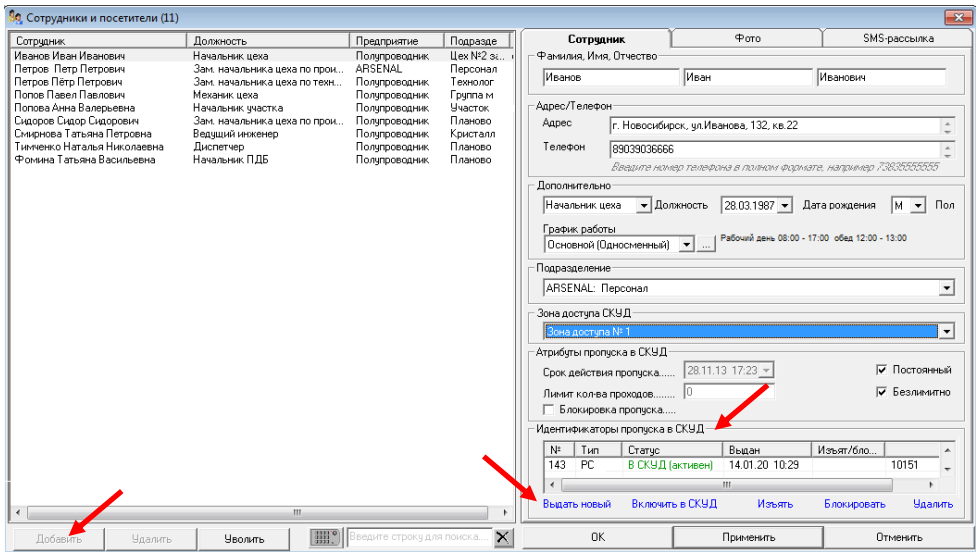 Сотрудники и посетители (11)
Сотрудник Должность Предприятие Подразде
Иванов Иван Иванович Начальник цеха Полупроводник Цех №2 за...
Петров Петр Петрович Зам. начальника цеха по прои... ARSENAL Персонал
Петров Пётр Петрович Зам. начальника цеха по техн... Полупроводник Технолог
Попов Павел Павлович Механик цеха Полупроводник Группа м
Попова Анна Валерьевна Начальник участка Полупроводник Участок
Сидоров Сидор Сидорович Зам. начальника цеха по прои... Полупроводник Планово
Смирнова Татьяна Петровна Ведущий инженер Полупроводник Кристалл
Тимченко Наталья Николаевна Диспетчер Полупроводник Планово
Фомина Татьяна Васильевна Начальник ПДБ Полупроводник Планово
Добавить Удалить Уволить Введите строку для поиска....
Сотрудник Фото SMS-рассылка
Фамилия, Имя, Отчество
Иванов Иван Иванович
Адрес/Телефон
Адрес г. Новосибирск, ул.Иванова, 132, кв.22
Телефон 89039036666
Введите номер телефона в полном формате, например 73835555555
Дополнительно
Начальник цеха Должность 28.03.1987 Дата рождения М Пол
График работы
Основной (Односменный) ... Рабочий день 08:00 - 17:00 обед 12:00 - 13:00
Подразделение
ARSENAL: Персонал
Зона доступа СКУД
Зона доступа № 1
Атрибуты пропуска в СКУД
Срок действия пропуска..... 28.11.13 17:23 Постоянный
Лимит кол-ва проходов........ 0 Безлимитно
Блокировка пропуска.....
Идентификаторы пропуска в СКУД
№ Тип Статус Выдан Изъят/бло...
143 PC В СКУД (активен) 14.01.20 10:29 10151
Выдать новый Включить в СКУД Изъять Блокировать Удалить
OK Применить Отменить